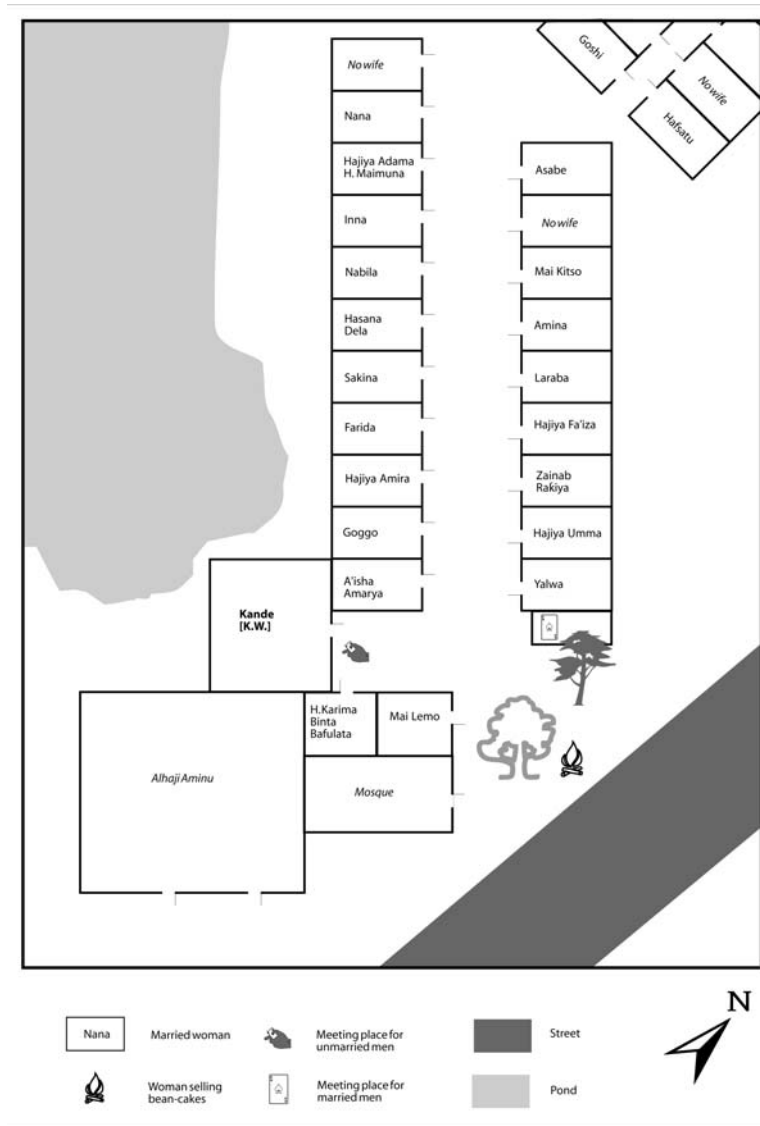 No wife
Nana
Hajiya Adama
H. Maimuna
Inna
Nabila
Hasana
Dela
Sakina
Farida
Hajiya Amira
Goggo
A'isha
Amarya
Goshi
No wife
Hafsatu
Asabe
No wife
Mai Kitso
Amina
Laraba
Hajiya Fa'iza
Zainab
Raƙiya
Hajiya Umma
Yalwa
Kande
[K.W.]
H.Karima
Binta
Bafulata
Mai Lemo
Alhaji Aminu
Mosque
N
Nana
Married woman
Meeting place for
unmarried men
Street
Woman selling
bean-cakes
Meeting place for
married men
Pond